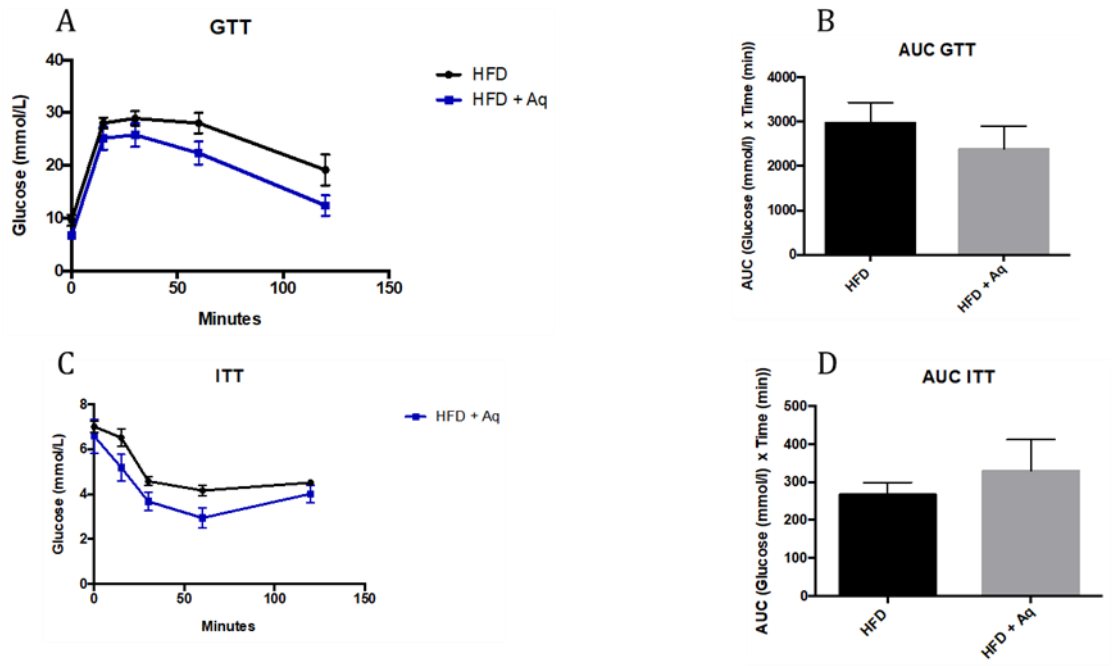 A
GTT
Glucose (mmol/L)
40
30
20
10
0
0
50
100
150
Minutes
HFD
HFD + Aq
B
AUC GTT
AUC (Glucose (mmol/l) x Time (min))
4000
3000
2000
1000
0
HFD
HFD + Aq
C
ITT
Glucose (mmol/L)
8
6
4
2
0
0
50
100
150
Minutes
HFD + Aq
D
AUC ITT
AUC (Glucose (mmol/l) x Time (min))
500
400
300
200
100
0
HFD
HFD + Aq